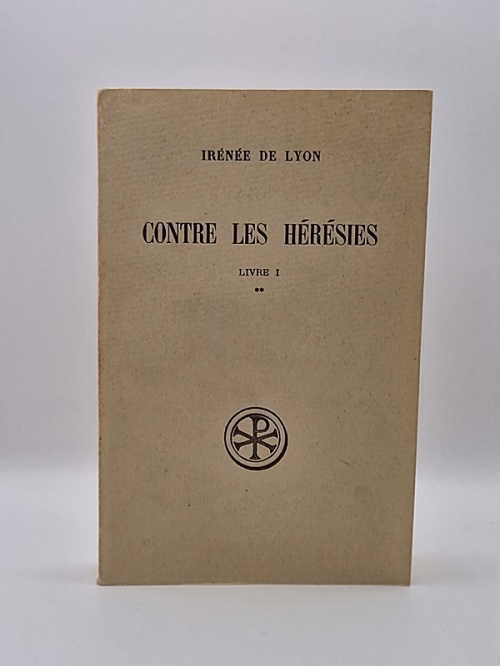 IRÉNÉE DE LYON
CONTRE LES HÉRÉSIES
LIVRE I
••